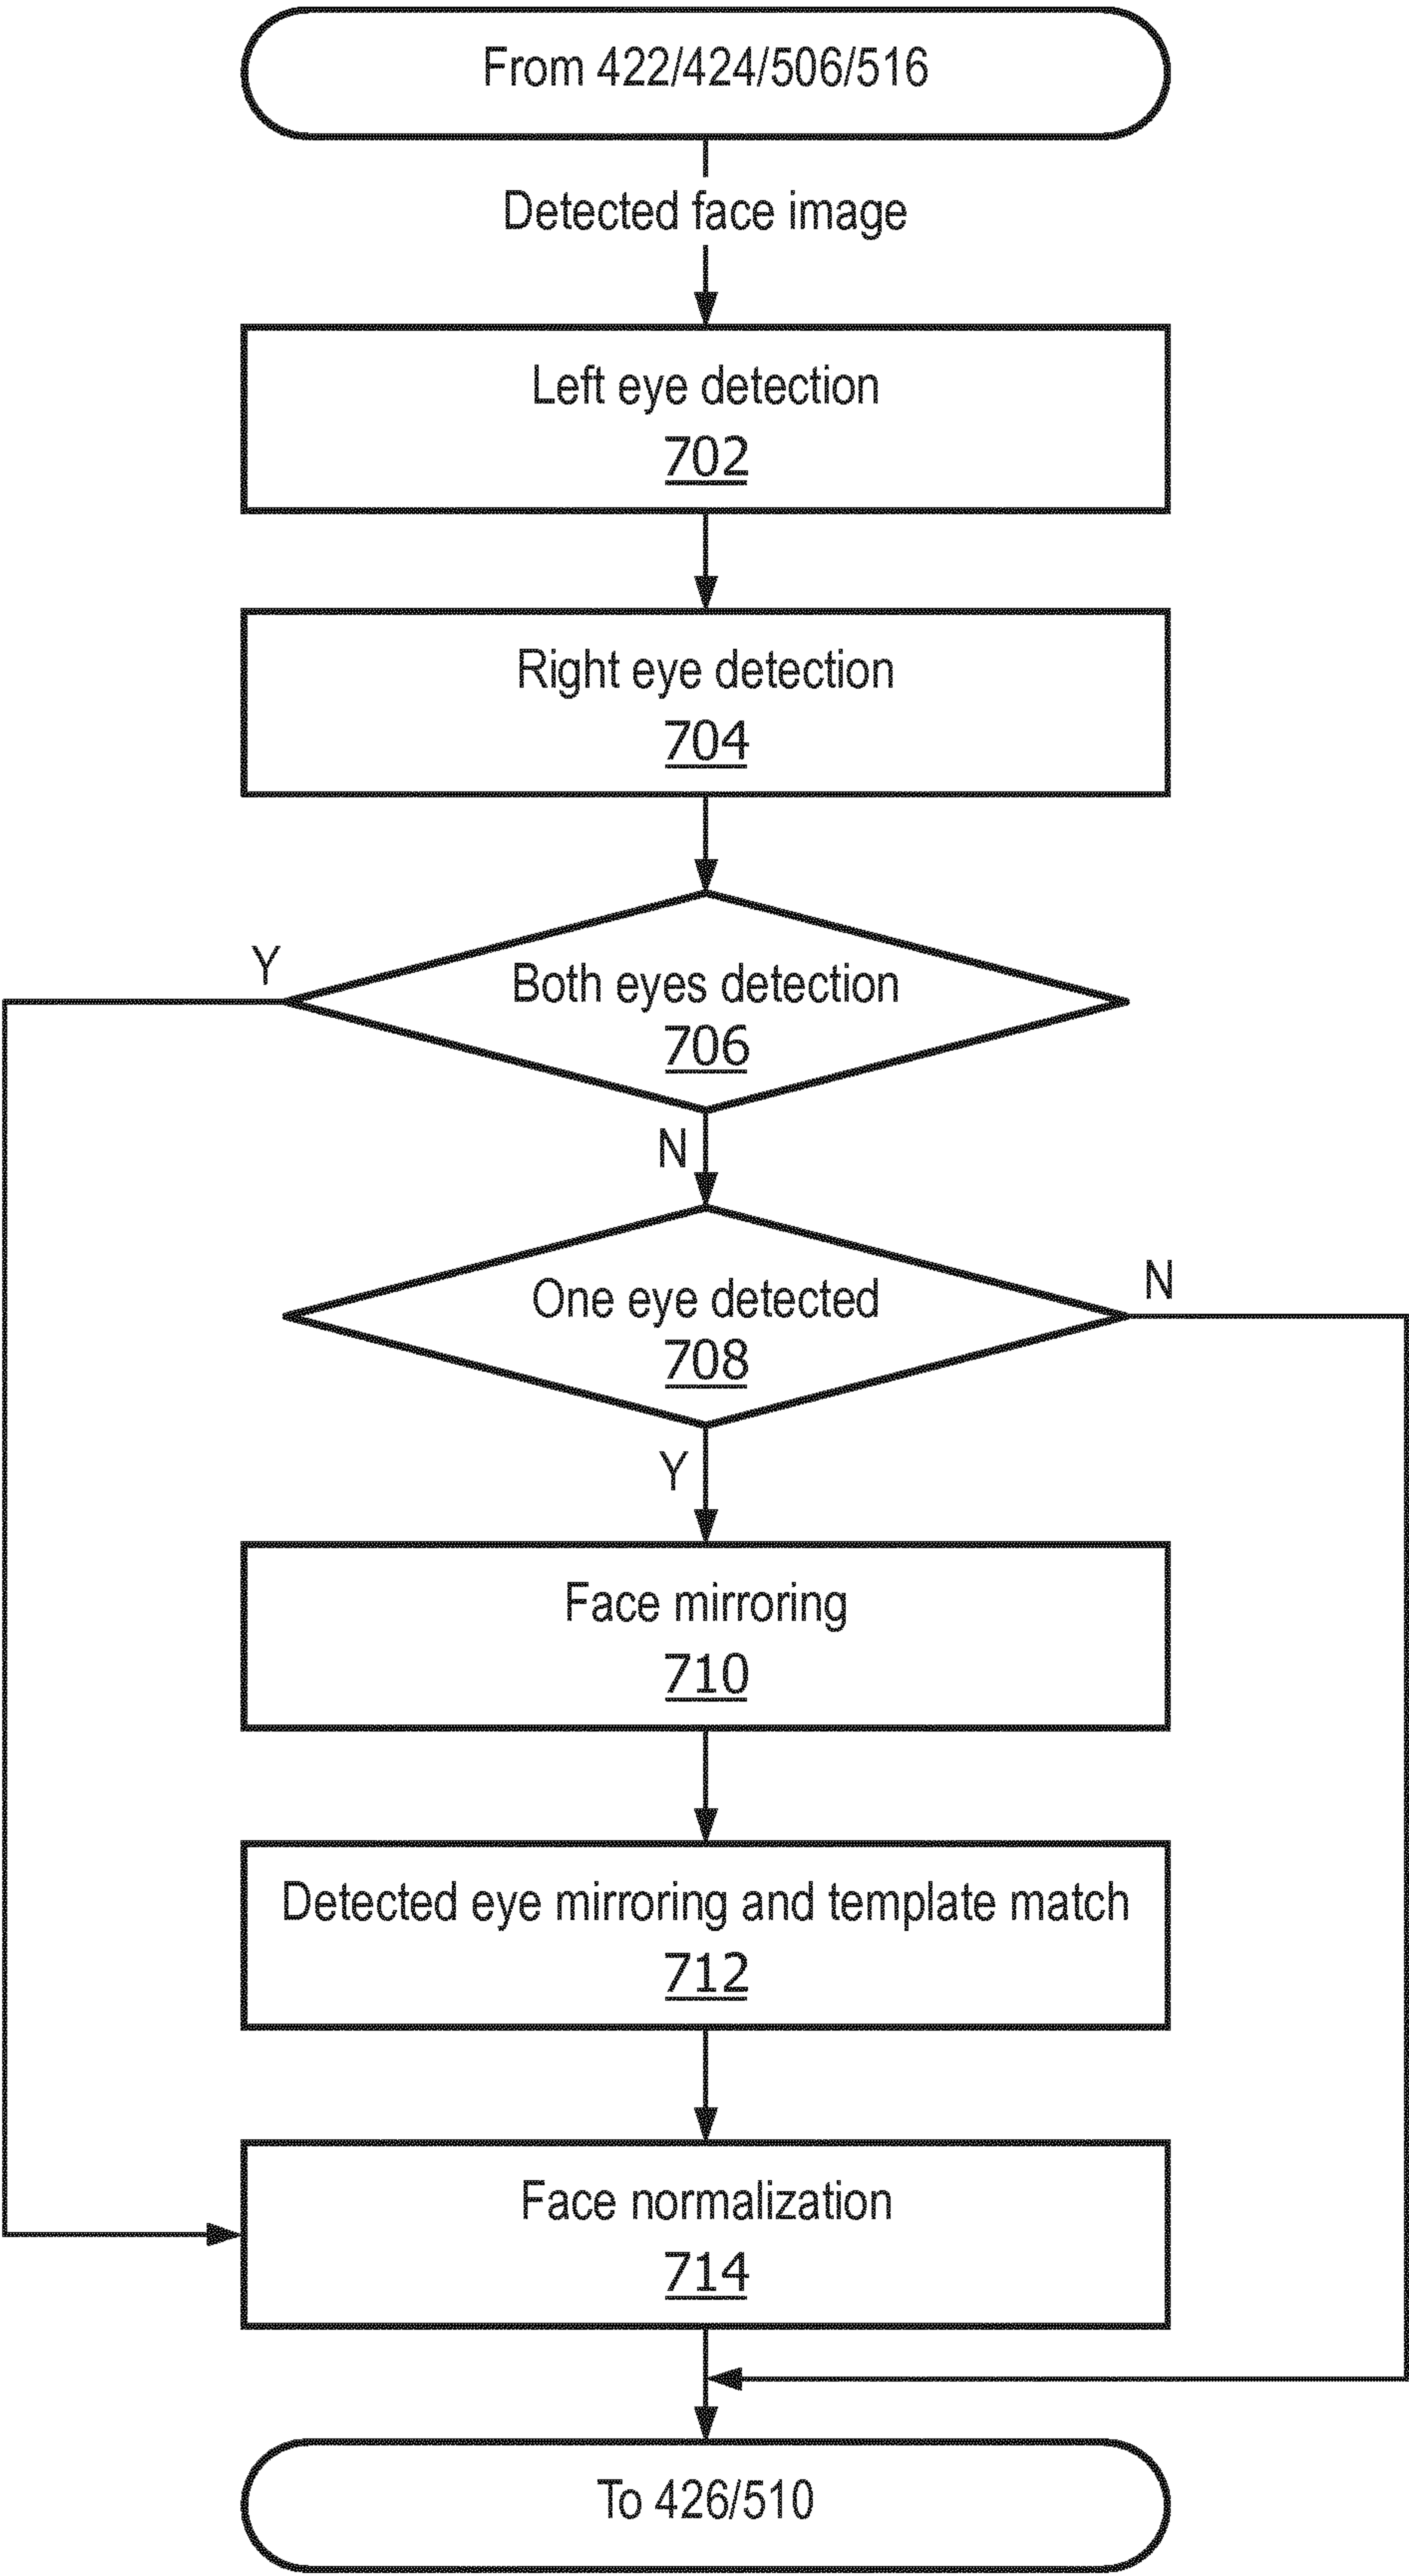 From 422/424/506/516
Detected face image
Left eye detection
702
Right eye detection
704
Y
Both eyes detection
706
N
N
One eye detected
708
Y
Face mirroring
710
Detected eye mirroring and template match
712
Face normalization
714
To 426/510